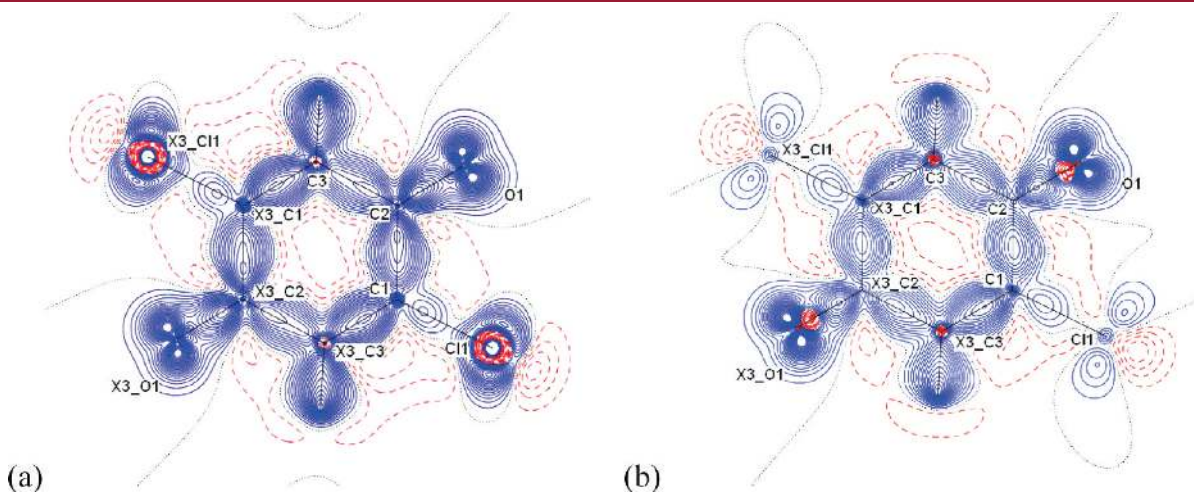 X3_Cl1
C3
O1
X3_C1
C2
X3_C2
C1
X3_C3
Cl1
X3_O1
(a)
X3_Cl1
C3
O1
X3_C1
C2
X3_C2
C1
X3_C3
Cl1
X3_O1
(b)